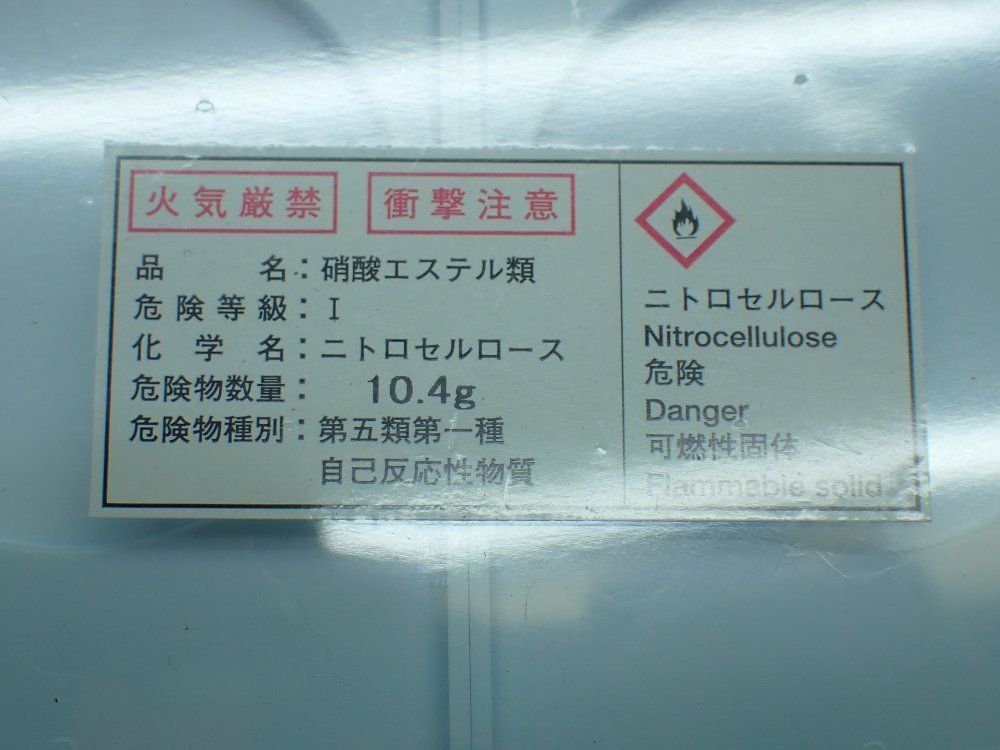 火気厳禁 衝撃注意
品名：硝酸エステル類
危険等級：Ⅰ
化学名：ニトロセルロース
危険物数量：10.4g
危険物種別：第五類第一種
自己反応性物質
ニトロセルロース
Nitrocellulose
危険
Danger
可燃性固体
Flammable solid